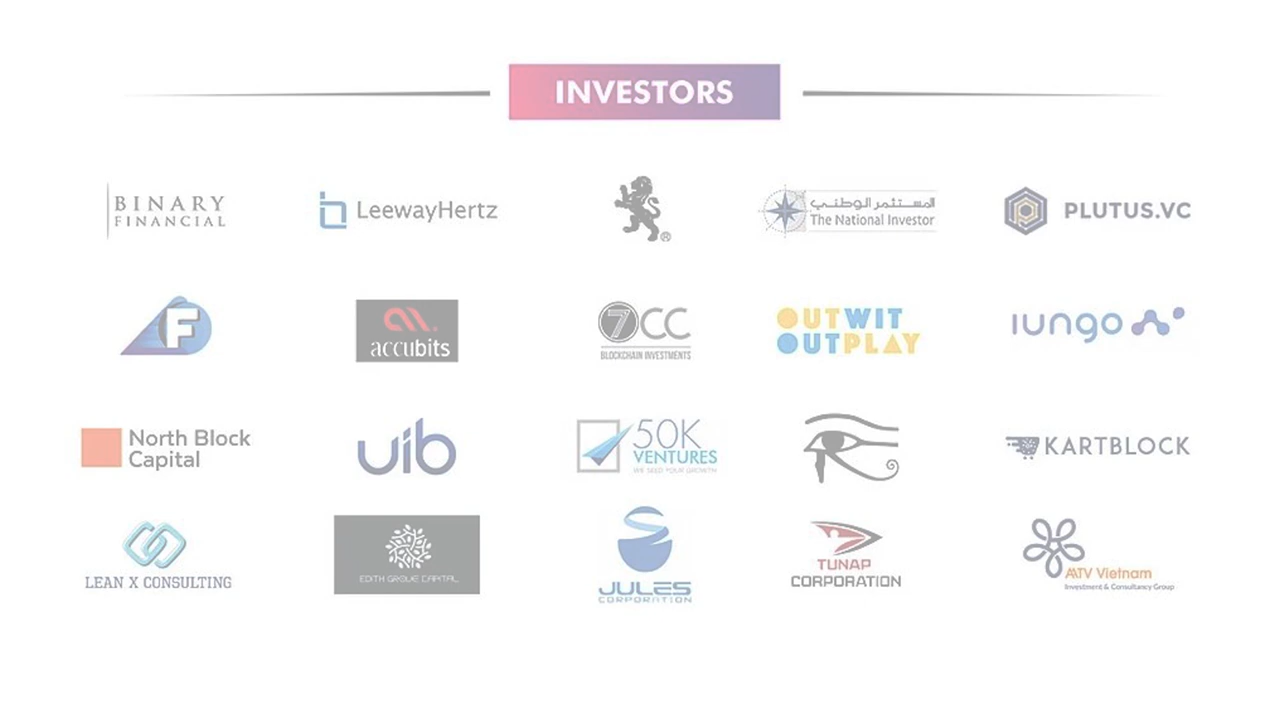 INVESTORS
BINARY
FINANCIAL
LeewayHertz
®
المستثمر الوطني
The National Investor
PLUTUS.VC
F
accubits
7CC
BLOCKCHAIN INVESTMENTS
OUTWIT
OUTPLAY
iungo
North Block
Capital
uib
50K
VENTURES
WE SEED YOUR GROWTH
KARTBLOCK
LEAN X CONSULTING
EDITH GROVE CAPITAL
JULES
CORPORATION
TUNAP
CORPORATION
MTV Vietnam
Investment & Consultancy Group